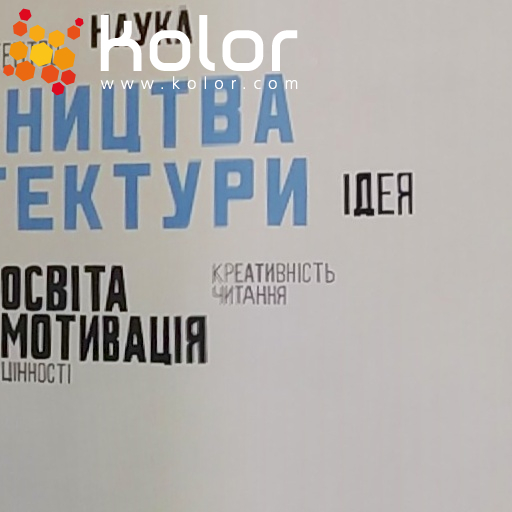 НАУКА
kolor
www.kolor.com
НИЦТВА
ТЕКТУРИ
ІДЕЯ
ОСВІТА
КРЕАТИВНІСТЬ
ЧИТАННЯ
МОТИВАЦІЯ
ЦІННОСТІ